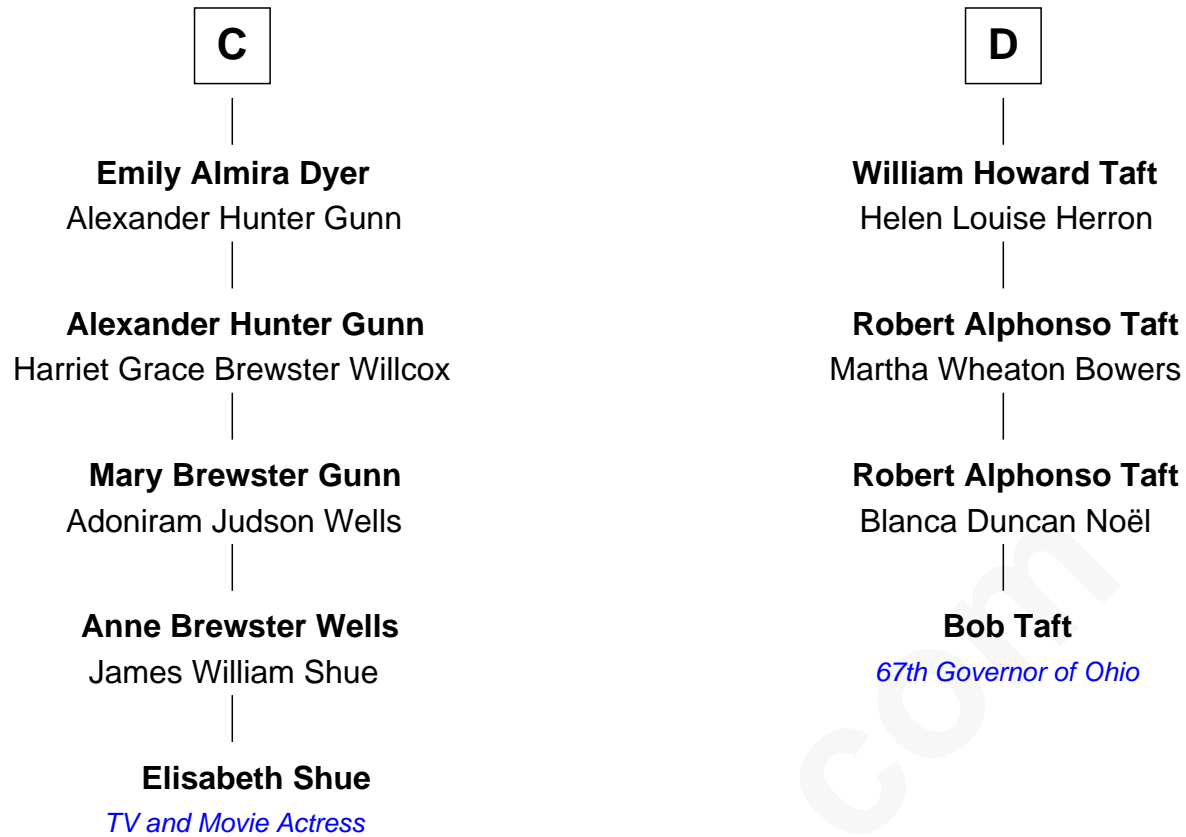 C
Emily Almira Dyer
Alexander Hunter Gunn
Alexander Hunter Gunn
Harriet Grace Brewster Willcox
Mary Brewster Gunn
Adoniram Judson Wells
Anne Brewster Wells
James William Shue
Elisabeth Shue
TV and Movie Actress
D
William Howard Taft
Helen Louise Herron
Robert Alphonso Taft
Martha Wheaton Bowers
Robert Alphonso Taft
Blanca Duncan Noël
Bob Taft
67th Governor of Ohio
com